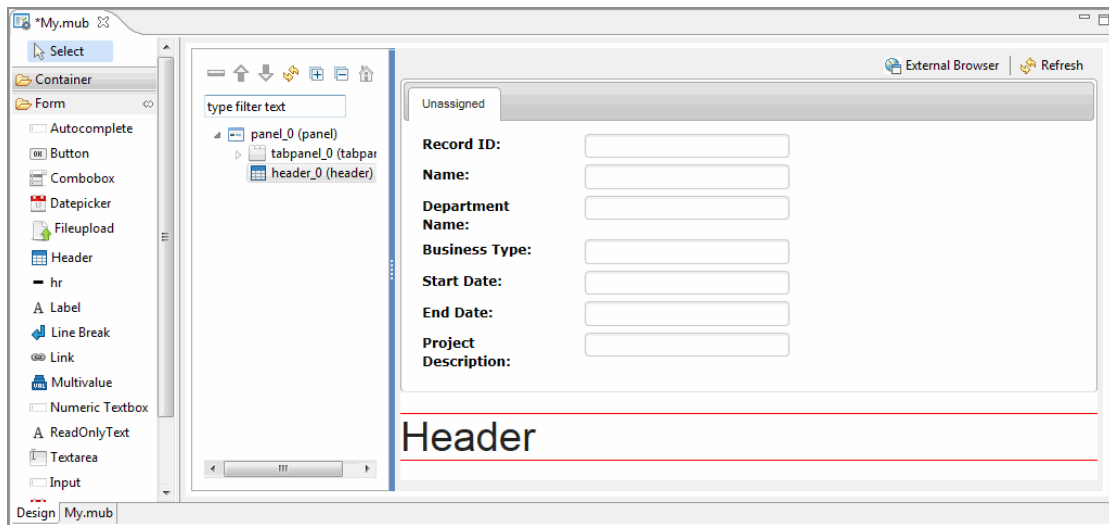 *My.mub
Select
Container
Form
Autocomplete
OK Button
Combobox
Datepicker
Fileupload
Header
hr
A Label
Line Break
Link
URL Multivalue
Numeric Textbox
A ReadOnlyText
Textarea
Input
Design My.mub
type filter text
panel_0 (panel)
tabpanel_0 (tabpar
header_0 (header)
External Browser Refresh
Unassigned
Record ID:
Name:
Department
Name:
Business Type:
Start Date:
End Date:
Project
Description:
Header